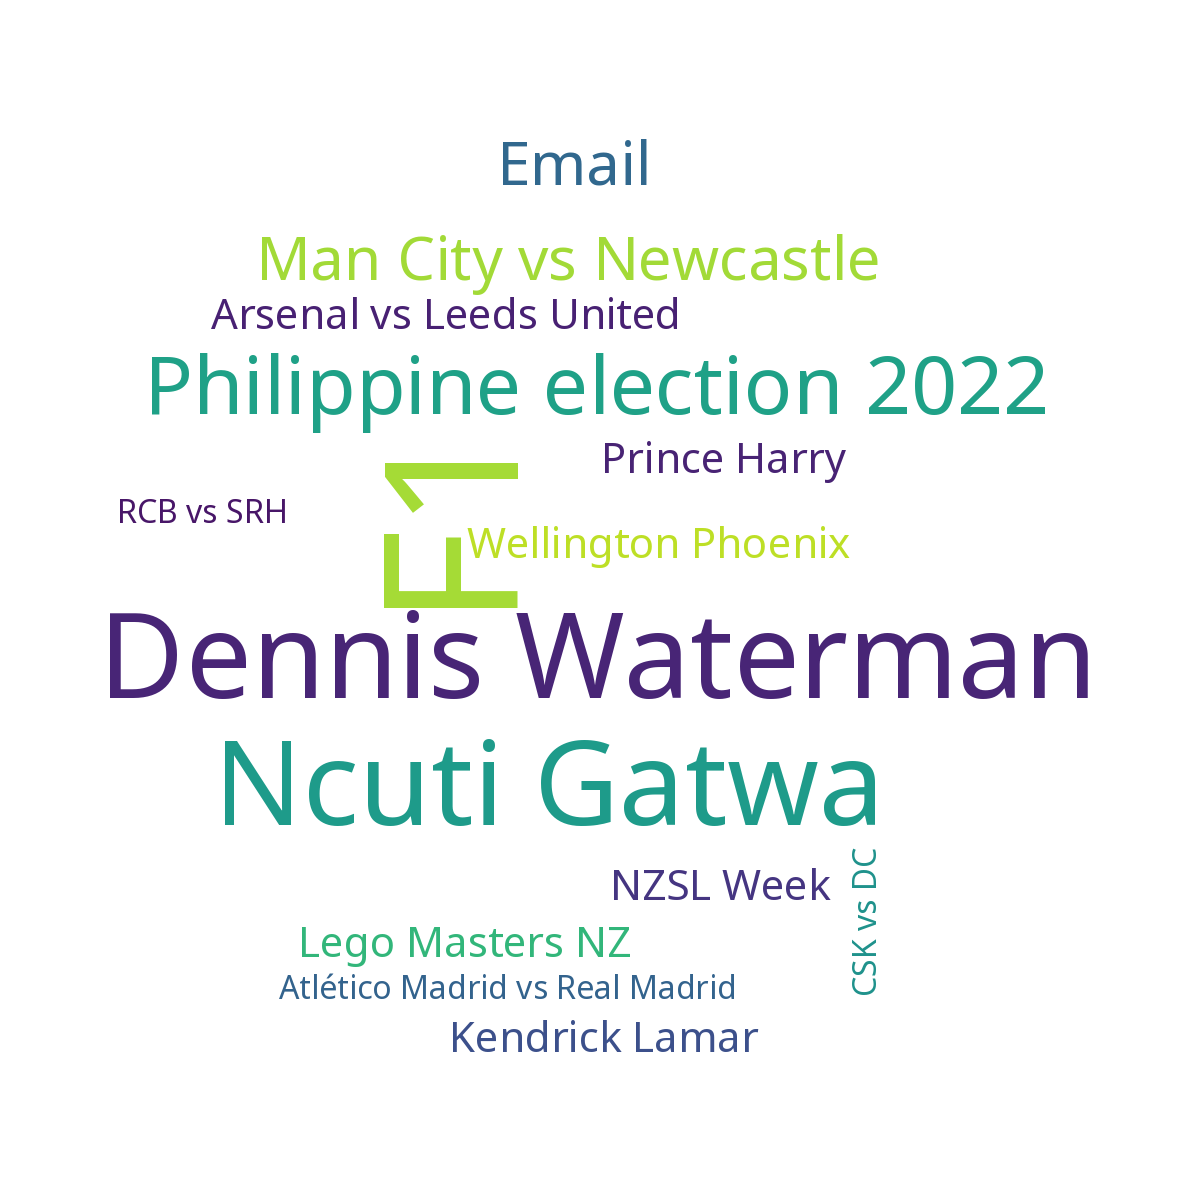 Email
Man City vs Newcastle
Arsenal vs Leeds United
Philippine election 2022
Prince Harry
F1
RCB vs SRH
Wellington Phoenix
Dennis Waterman
Ncuti Gatwa
NZSL Week
CSK vs DC
Lego Masters NZ
Atlético Madrid vs Real Madrid
Kendrick Lamar